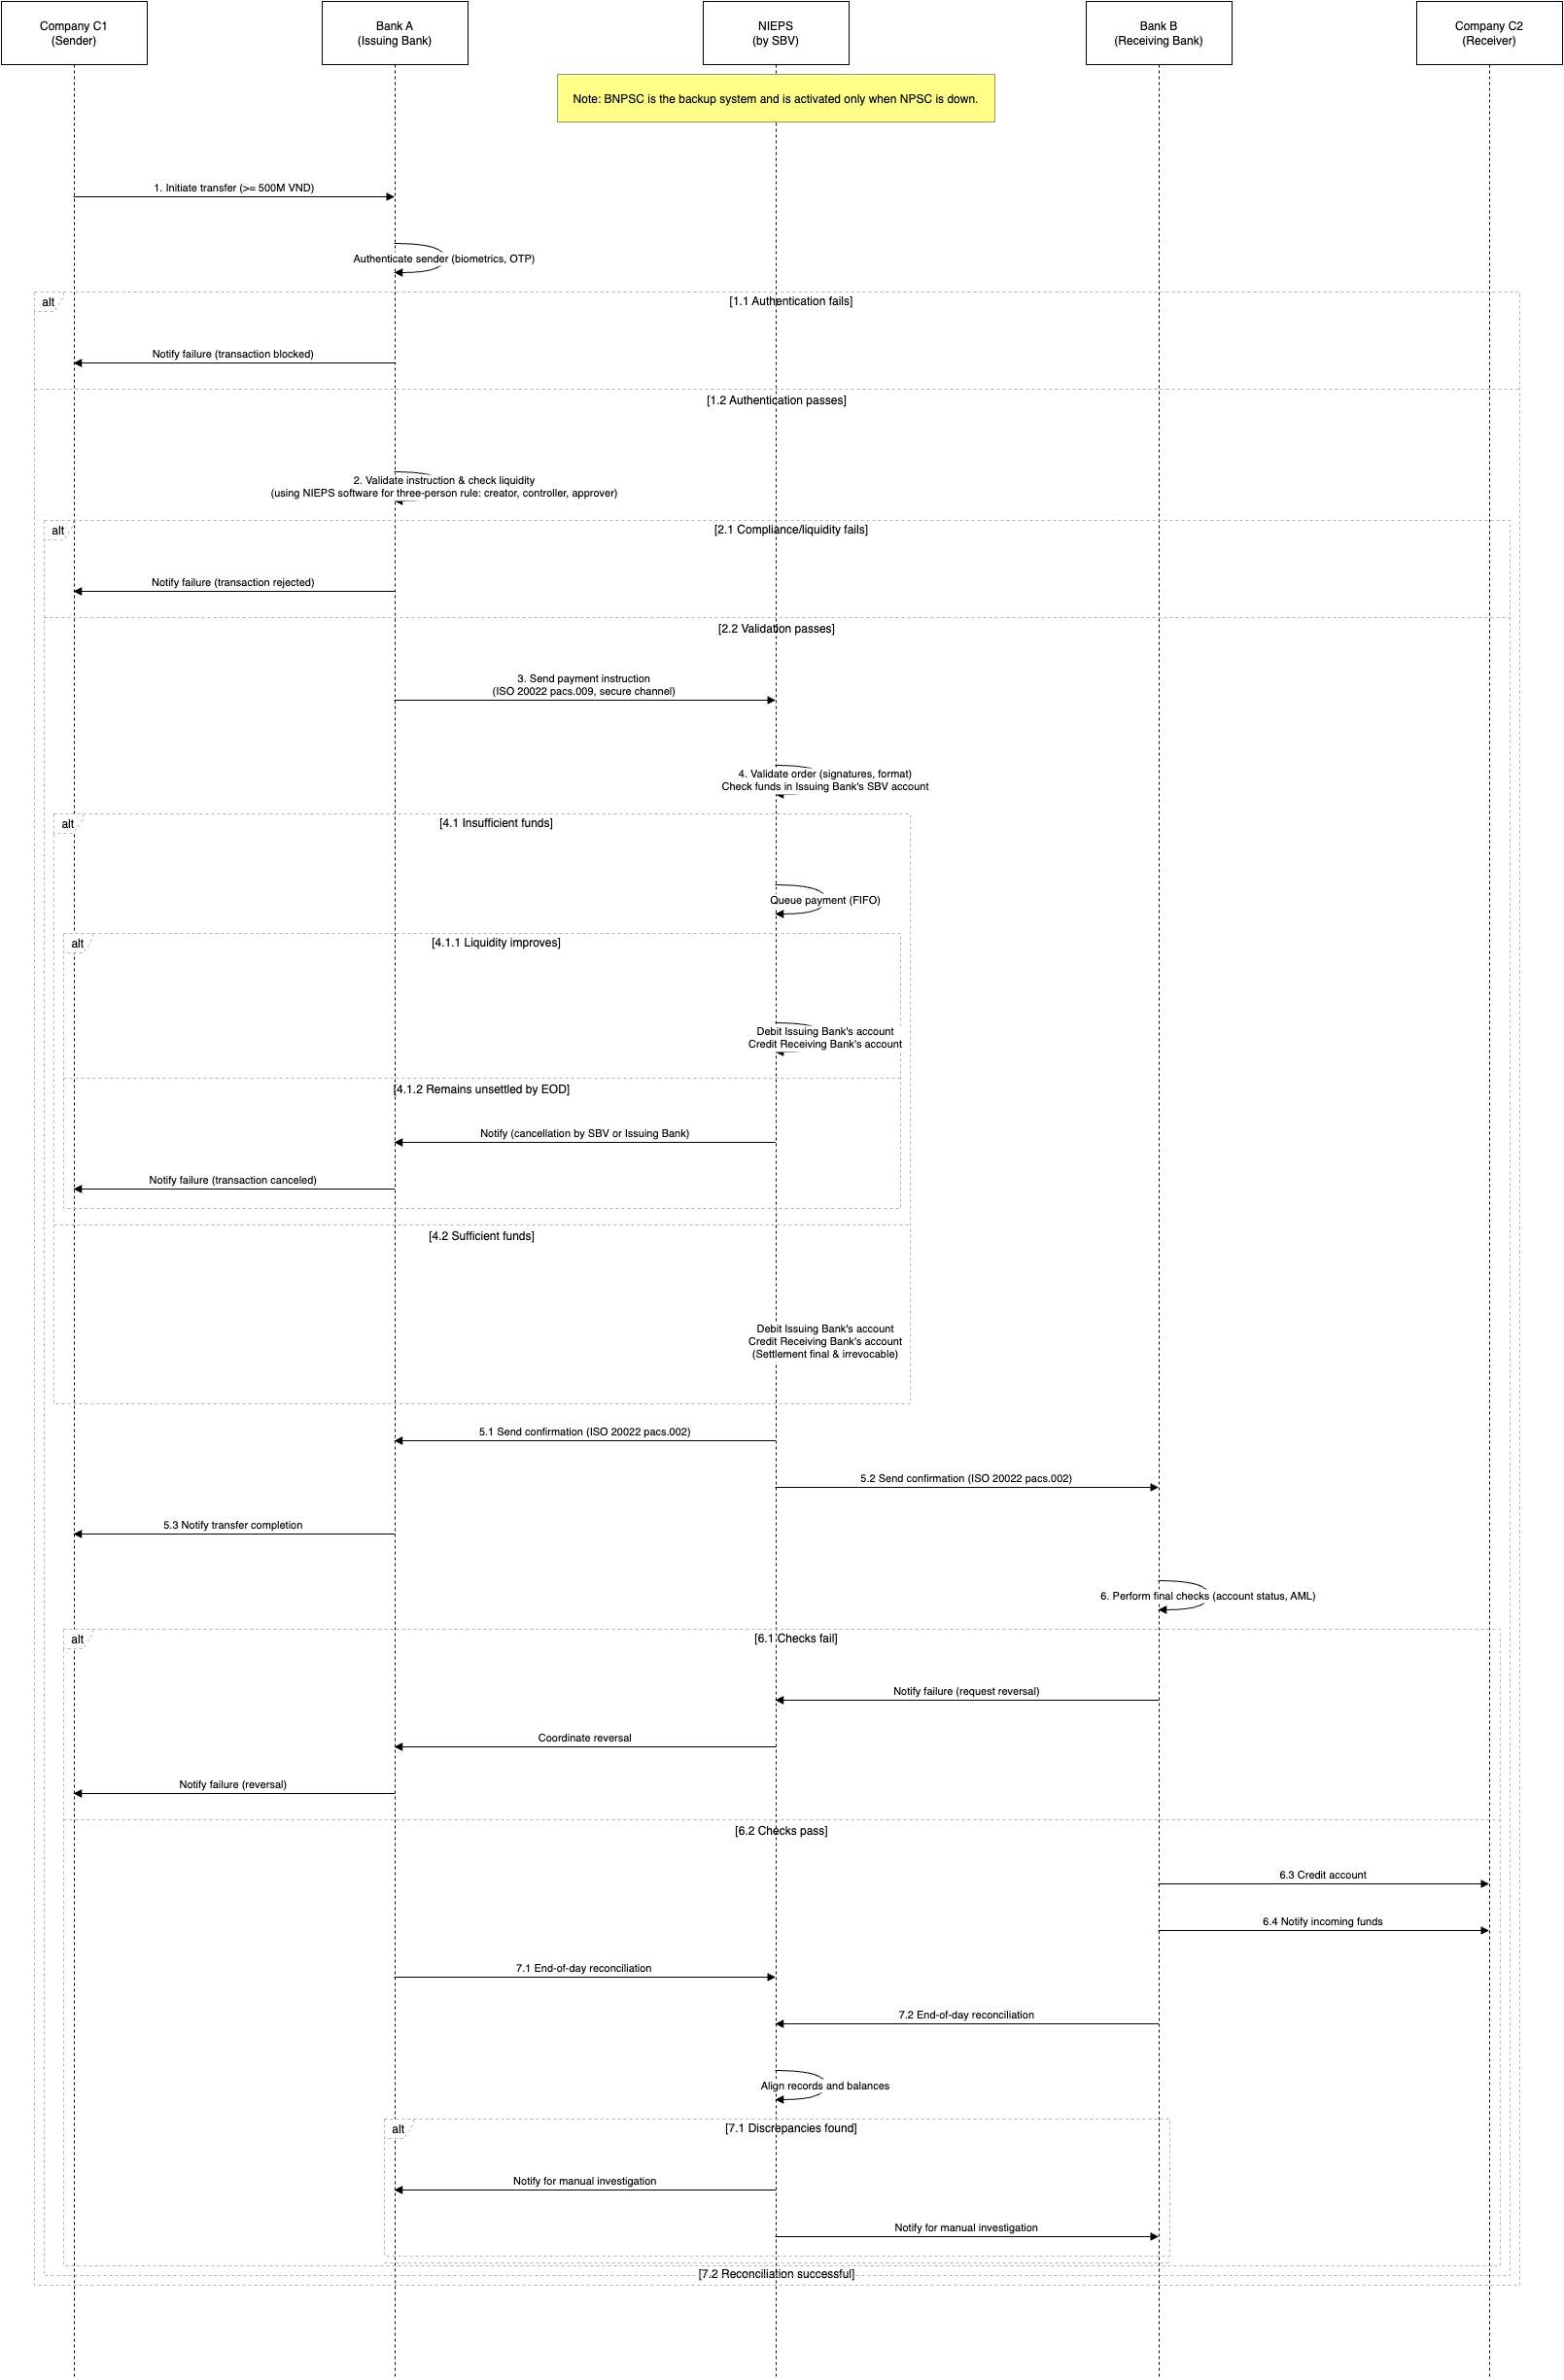 Company C1
(Sender)
Bank A
(Issuing Bank)
NIEPS
(by SBV)
Bank B
(Receiving Bank)
Company C2
(Receiver)
Note: BNPSC is the backup system and is activated only when NPSC is down.
1. Initiate transfer (>= 500M VND)
Authenticate sender (biometrics, OTP)
alt
[1.1 Authentication fails]
Notify failure (transaction blocked)
[1.2 Authentication passes]
2. Validate instruction & check liquidity
(using NIEPS software for three-person rule: creator, controller, approver)
alt
[2.1 Compliance/liquidity fails]
Notify failure (transaction rejected)
[2.2 Validation passes]
3. Send payment instruction
(ISO 20022 pacs.009, secure channel)
4. Validate order (signatures, format)
Check funds in Issuing Bank's SBV account
alt
[4.1 Insufficient funds]
Queue payment (FIFO)
alt
[4.1.1 Liquidity improves]
Debit Issuing Bank's account
Credit Receiving Bank's account
[4.1.2 Remains unsettled by EOD]
Notify (cancellation by SBV or Issuing Bank)
Notify failure (transaction canceled)
[4.2 Sufficient funds]
Debit Issuing Bank's account
Credit Receiving Bank's account
(Settlement final & irrevocable)
5.1 Send confirmation (ISO 20022 pacs.002)
5.2 Send confirmation (ISO 20022 pacs.002)
5.3 Notify transfer completion
6. Perform final checks (account status, AML)
alt
[6.1 Checks fail]
Notify failure (request reversal)
Coordinate reversal
Notify failure (reversal)
[6.2 Checks pass]
6.3 Credit account
6.4 Notify incoming funds
7.1 End-of-day reconciliation
7.2 End-of-day reconciliation
Align records and balances
alt
[7.1 Discrepancies found]
Notify for manual investigation
Notify for manual investigation
[7.2 Reconciliation successful]